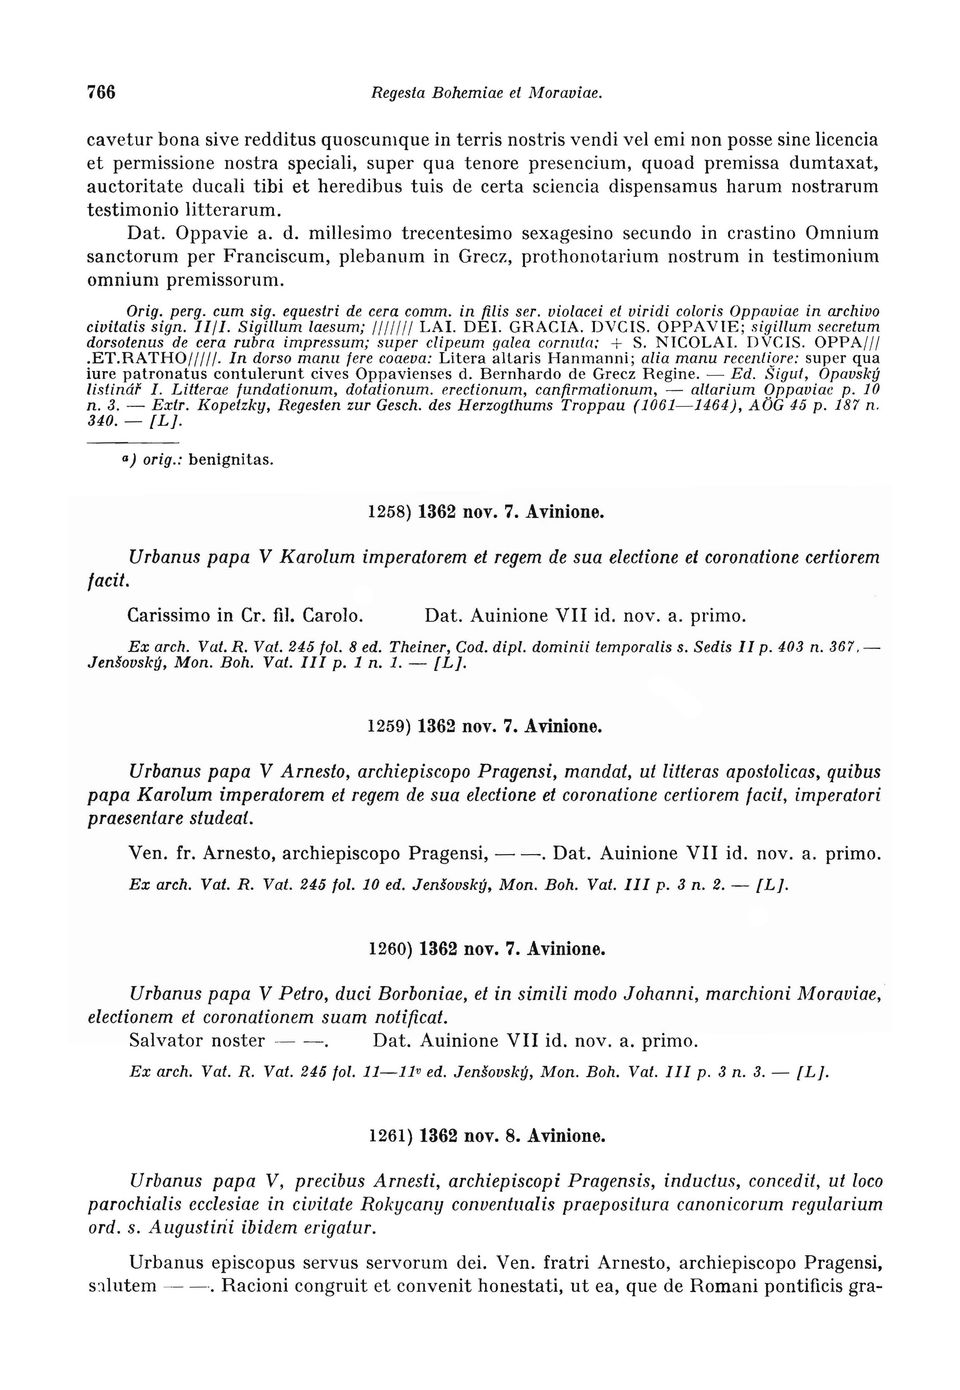 766 Regesta Bohemiae et Moraviae.
cavetur bona sive redditus quoscumque in terris nostris vendi vel emi non posse sine licencia
et permissione nostra speciali, super qua tenore presencium, quoad premissa dumtaxat,
auctoritate ducali tibi et heredibus tuis de certa sciencia dispensamus harum nostrarum
testimonio litterarum.
Dat. Oppavie a. d. millesimo trecentesimo sexagesino secundo in crastino Omnium
sanctorum per Franciscum, plebanum in Grecz, prothonotarium nostrum in testimonium
omnium premissorum.
Orig. perg. cum sig. equestri de cera comm. in filis ser. violacei et viridi coloris Oppaviae in archivo
civitatis sign. II/I. Sigillum laesum; /////// LAI. DEI. GRACIA. DVCIS. OPPAVIE; sigillum secretum
dorsotenus de cera rubra impressum; super clipeum galea cornuta; + S. NICOLAI. DVCIS. OPPA///
.ET.RATHO/////. In dorso manu fere coaeva: Litera altaris Hanmanni; alia manu recentiore: super qua
iure patronatus contulerunt cives Oppavienses d. Bernhardo de Grecz Regine. — Ed. Šigut, Opavský
listinář I. Litterae fundationum, dotationum. erectionum, canfirmationum, — altarium Oppaviac p. 10
n. 3. — Extr. Kopetzky, Regesten zur Gesch. des Herzogthums Troppau (1061—1464), AÖG 45 p. 187 n.
340. — [L].
a) orig.: benignitas.
1258) 1362 nov. 7. Avinione.
Urbanus papa V Karolum imperatorem et regem de sua electione et coronatione certiorem
facit.
Carissimo in Cr. fil. Carolo. Dat. Auinione VII id. nov. a. primo.
Ex arch. Vat. R. Vat. 245 fol. 8 ed. Theiner, Cod. dipl. dominii temporalis s. Sedis II p. 403 n. 367. —
Jenšovský, Mon. Boh. Vat. III p. 1 n. 1. — [L].
1259) 1362 nov. 7. Avinione.
Urbanus papa V Arnesto, archiepiscopo Pragensi, mandat, ut litteras apostolicas, quibus
papa Karolum imperatorem et regem de sua electione et coronatione certiorem facit, imperatori
praesentare studeat.
Ven. fr. Arnesto, archiepiscopo Pragensi, — —. Dat. Auinione VII id. nov. a. primo.
Ex arch. Vat. R. Vat. 245 fol. 10 ed. Jenšovský, Mon. Boh. Vat. III p. 3 n. 2. — [L].
1260) 1362 nov. 7. Avinione.
Urbanus papa V Petro, duci Borboniae, et in simili modo Johanni, marchioni Moraviae,
electionem et coronationem suam notificat.
Salvator noster — —. Dat. Auinione VII id. nov. a. primo.
Ex arch. Vat. R. Vat. 245 fol. 11—11v ed. Jenšovský, Mon. Boh. Vat. III p. 3 n. 3. — [L].
1261) 1362 nov. 8. Avinione.
Urbanus papa V, precibus Arnesti, archiepiscopi Pragensis, inductus, concedit, ut loco
parochialis ecclesiae in civitate Rokycany conventualis praepositura canonicorum regularium
ord. s. Augustini ibidem erigatur.
Urbanus episcopus servus servorum dei. Ven. fratri Arnesto, archiepiscopo Pragensi,
salutem — —. Racioni congruit et convenit honestati, ut ea, que de Romani pontificis gra-